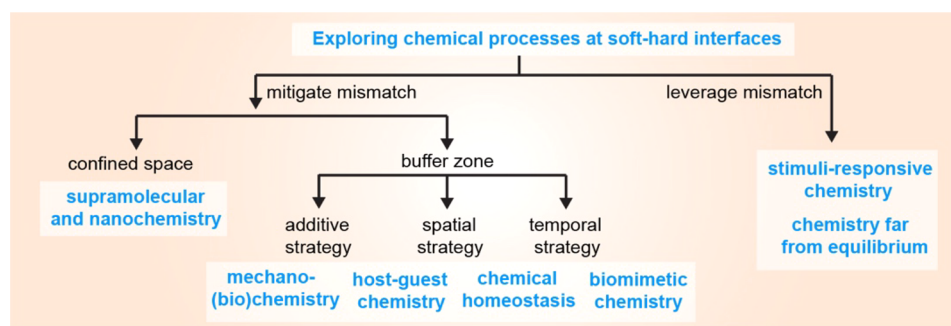 Exploring chemical processes at soft-hard interfaces
mitigate mismatch
leverage mismatch
confined space
supramolecular
and nanochemistry
buffer zone
additive
strategy
spatial
strategy
temporal
strategy
mechano-
(bio)chemistry
host-guest
chemistry
chemical
homeostasis
biomimetic
chemistry
stimuli-responsive
chemistry
chemistry far
from equilibrium